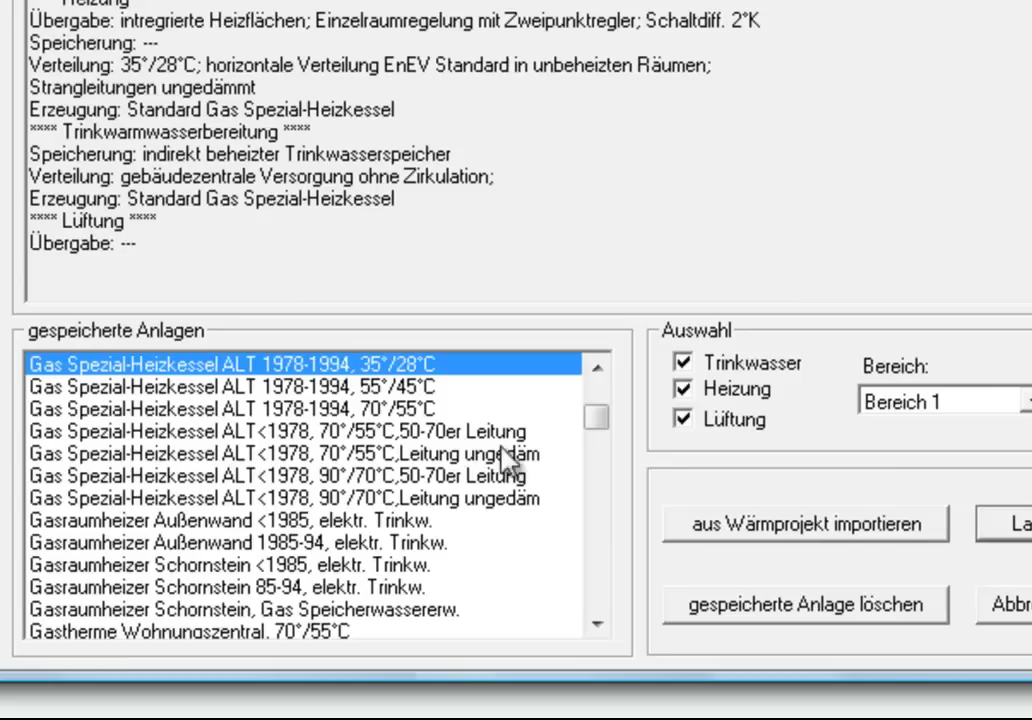 Heizung
Übergabe: intregrierte Heizflächen; Einzelraumregelung mit Zweipunktregler; Schaltdiff. 2°K
Speicherung: ---
Verteilung: 35°/28°C; horizontale Verteilung EnEV Standard in unbeheizten Räumen;
Strangleitungen ungedämmt
Erzeugung: Standard Gas Spezial-Heizkessel
**** Trinkwarmwasserbereitung ****
Speicherung: indirekt beheizter Trinkwasserspeicher
Verteilung: gebäudezentrale Versorgung ohne Zirkulation;
Erzeugung: Standard Gas Spezial-Heizkessel
**** Lüftung ****
Übergabe: ---
gespeicherte Anlagen
Gas Spezial-Heizkessel ALT 1978-1994, 35°/28°C
Gas Spezial-Heizkessel ALT 1978-1994, 55°/45°C
Gas Spezial-Heizkessel ALT 1978-1994, 70°/55°C
Gas Spezial-Heizkessel ALT<1978, 70°/55°C,50-70er Leitung
Gas Spezial-Heizkessel ALT<1978, 70°/55°C,Leitung ungedäm
Gas Spezial-Heizkessel ALT<1978, 90°/70°C,50-70er Leitung
Gas Spezial-Heizkessel ALT<1978, 90°/70°C,Leitung ungedäm
Gasraumheizer Außenwand <1985, elektr. Trinkw.
Gasraumheizer Außenwand 1985-94, elektr. Trinkw.
Gasraumheizer Schornstein <1985, elektr. Trinkw.
Gasraumheizer Schornstein 85-94, elektr. Trinkw.
Gasraumheizer Schornstein, Gas Speicherwassererw.
Gastherme Wohnungszentral, 70°/55°C
Auswahl
Trinkwasser
Heizung
Lüftung
Bereich:
Bereich 1
aus Wärmprojekt importieren
La
gespeicherte Anlage löschen
Abbr